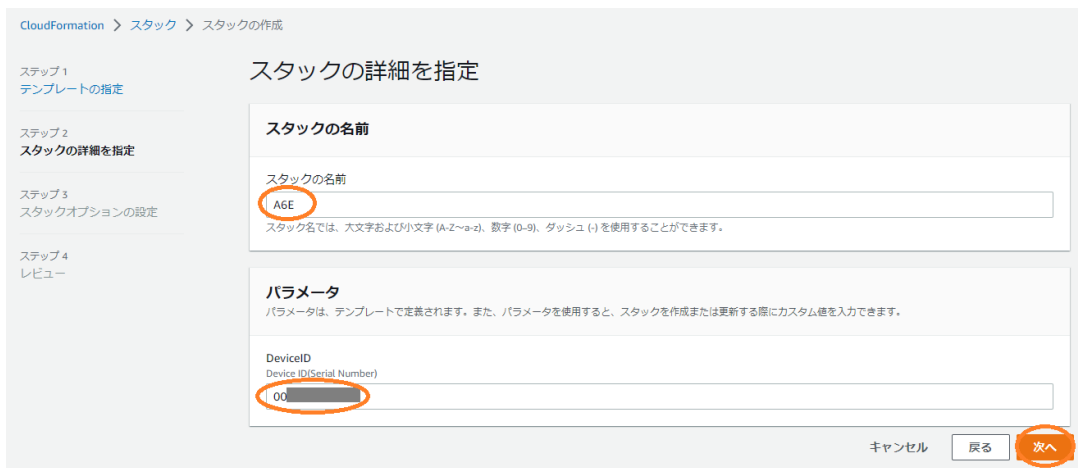 CloudFormation > スタック > スタックの作成
ステップ 1
テンプレートの指定
ステップ 2
スタックの詳細を指定
ステップ 3
スタックオプションの設定
ステップ 4
レビュー
スタックの詳細を指定
スタックの名前
スタックの名前
A6E
スタック名では、大文字および小文字 (A-Z～a-z)、数字 (0-9)、ダッシュ (-) を使用することができます。
パラメータ
パラメータは、テンプレートで定義されます。また、パラメータを使用すると、スタックを作成または更新する際にカスタム値を入力できます。
DeviceID
Device ID(Serial Number)
00
キャンセル 戻る 次へ